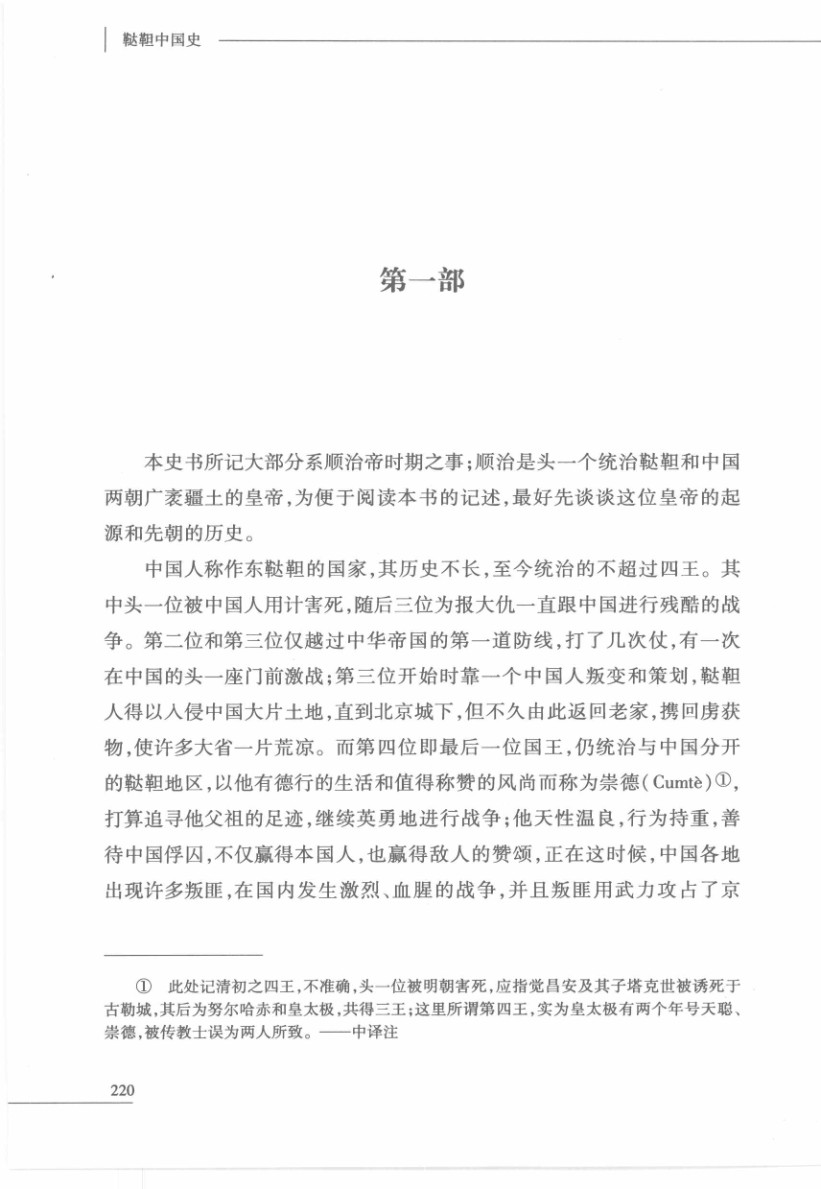 鞑靼中国史
第一部
本史书所记大部分系顺治帝时期之事;顺治是头一个统治鞑靼和中国
两朝广袤疆土的皇帝,为便于阅读本书的记述,最好先谈谈这位皇帝的起
源和先朝的历史。
中国人称作东鞑靼的国家,其历史不长,至今统治的不超过四王。其
中头一位被中国人用计害死,随后三位为报大仇一直跟中国进行残酷的战
争。第二位和第三位仅越过中华帝国的第一道防线,打了几次仗,有一次
在中国的头一座门前激战;第三位开始时靠一个中国人叛变和策划,鞑靼
人得以入侵中国大片土地,直到北京城下,但不久由此返回老家,携回虏获
物,使许多大省一片荒凉。而第四位即最后一位国王,仍统治与中国分开
的鞑靼地区,以他有德行的生活和值得称赞的风尚而称为崇德(Cumtè)①,
打算追寻他父祖的足迹,继续英勇地进行战争;他天性温良,行为持重,善
待中国俘囚,不仅赢得本国人,也赢得敌人的赞颂,正在这时候,中国各地
出现许多叛匪,在国内发生激烈、血腥的战争,并且叛匪用武力攻占了京
① 此处记清初之四王,不准确,头一位被明朝害死,应指觉昌安及其子塔克世被诱死于
古勒城,其后为努尔哈赤和皇太极,共得三王;这里所谓第四王,实为皇太极有两个年号天聪、
崇德,被传教士误为两人所致。——中译注
220